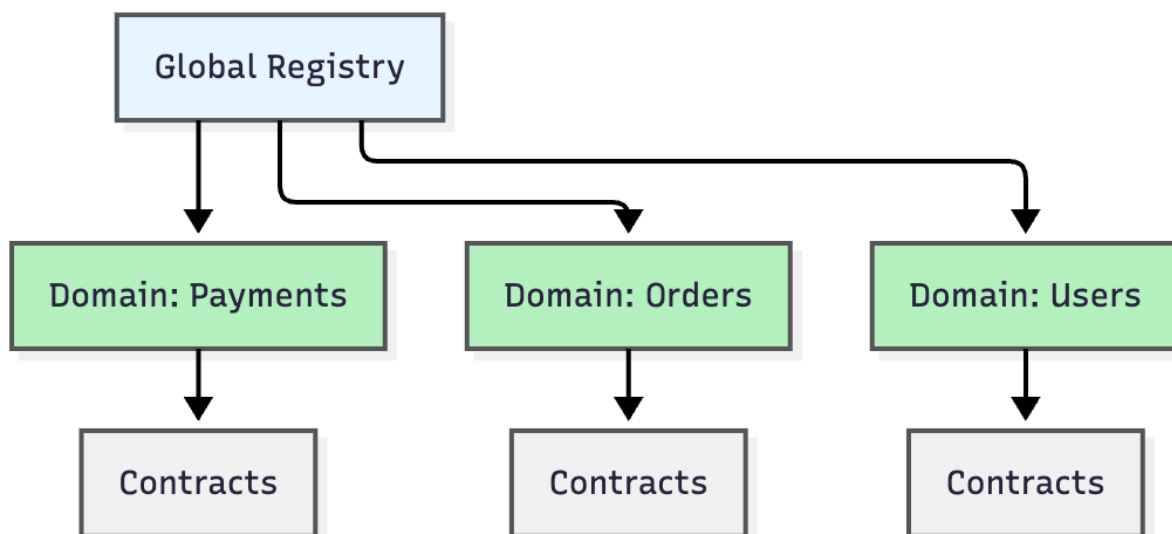 Global Registry
Domain: Payments
Domain: Orders
Domain: Users
Contracts
Contracts
Contracts